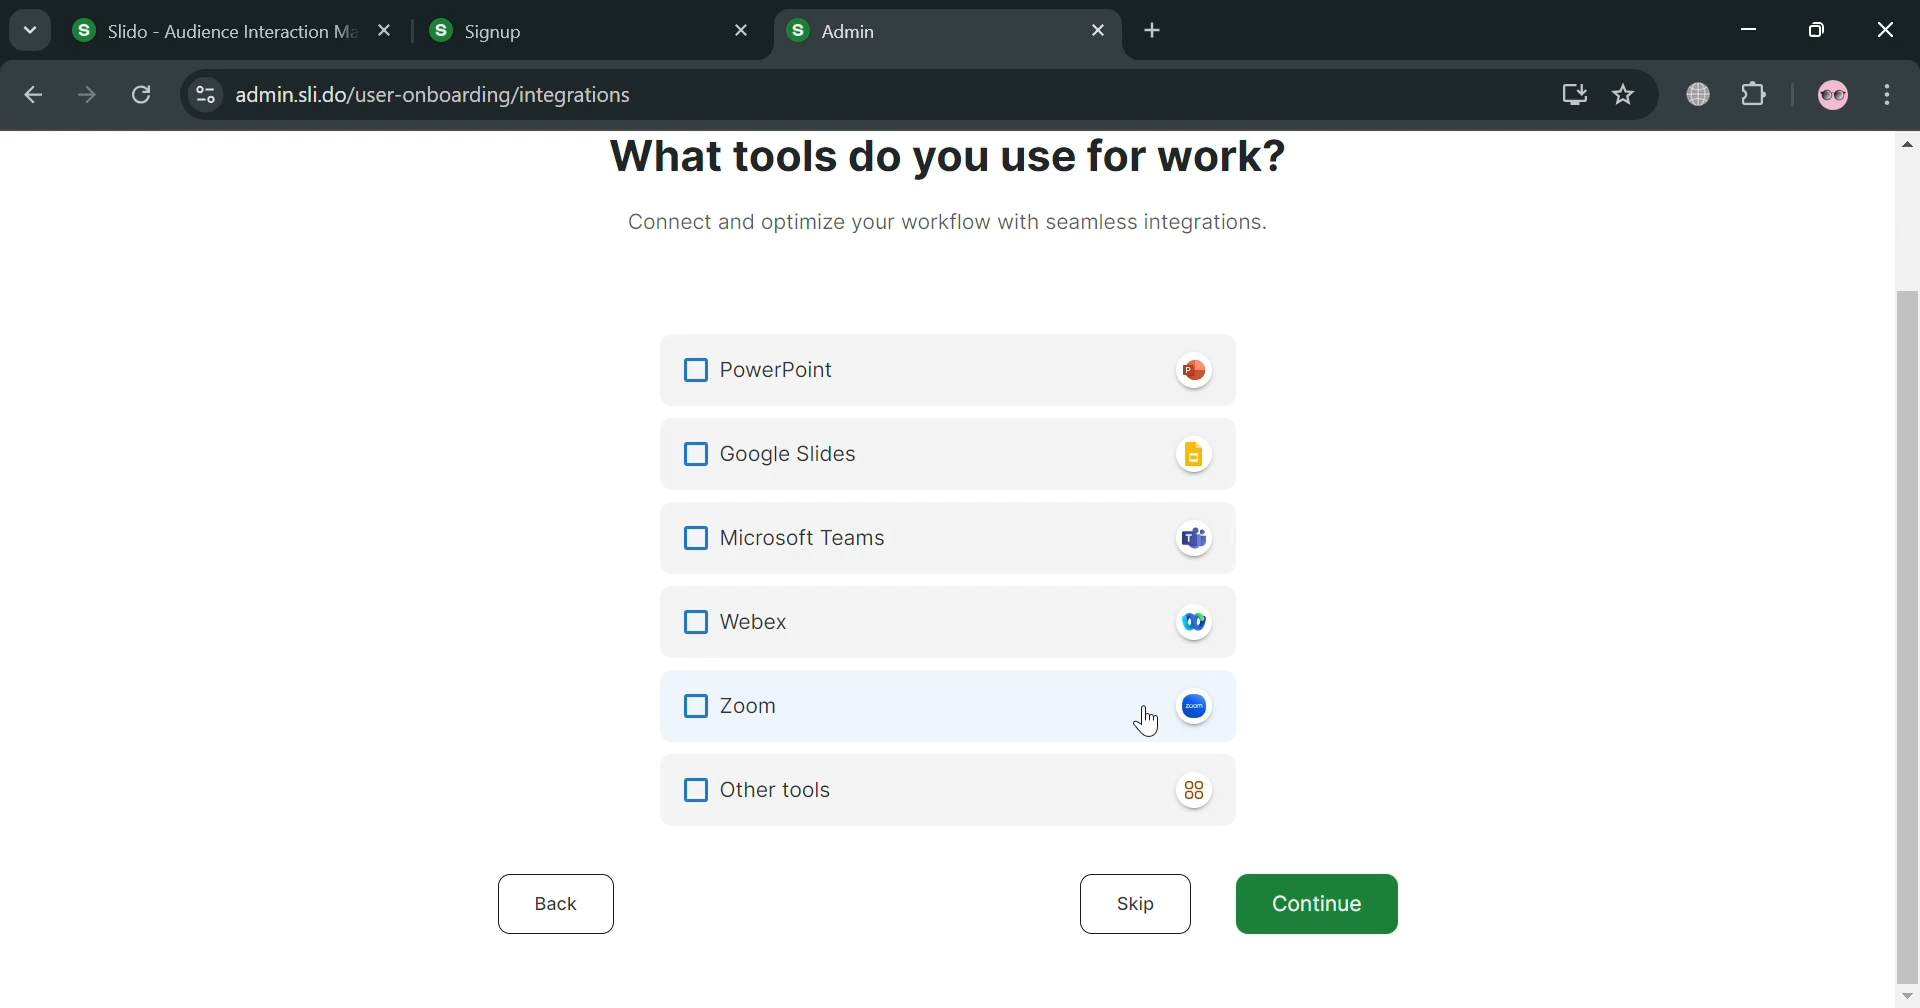 Slido - Audience Interaction Ma
Signup
Admin
admin.sli.do/user-onboarding/integrations
What tools do you use for work?
Connect and optimize your workflow with seamless integrations.
PowerPoint
Google Slides
Microsoft Teams
Webex
Zoom
zoom
Other tools
Back
Skip
Continue